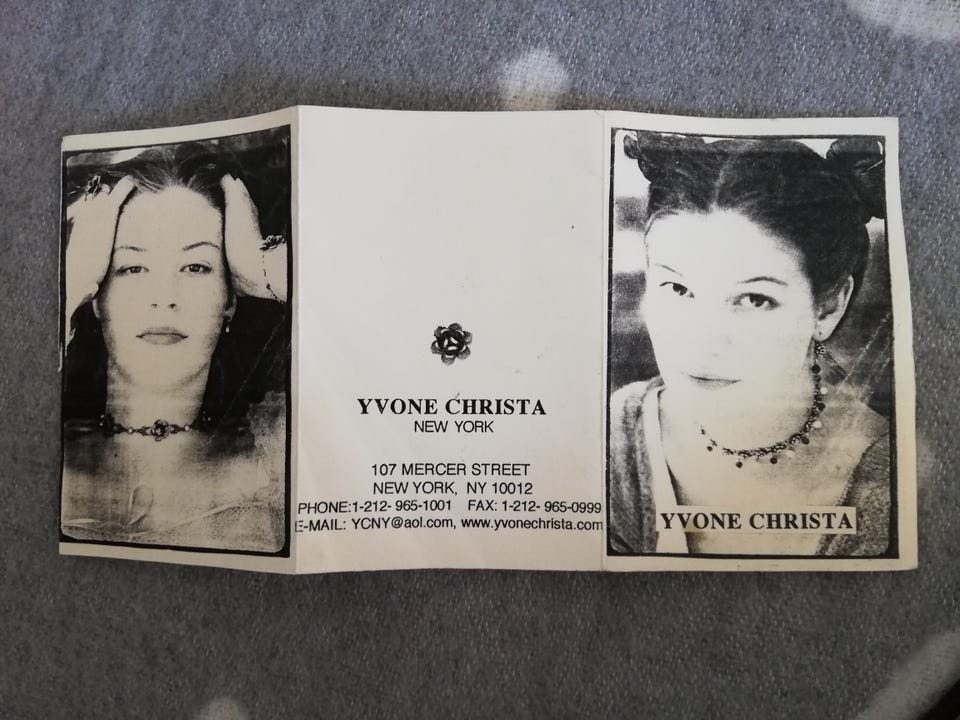 YVONE CHRISTA
NEW YORK
107 MERCER STREET
NEW YORK, NY 10012
PHONE:1-212- 965-1001 FAX: 1-212- 965-0999
E-MAIL: YCNY@aol.com, www.yvonechrista.com
YVONE CHRISTA